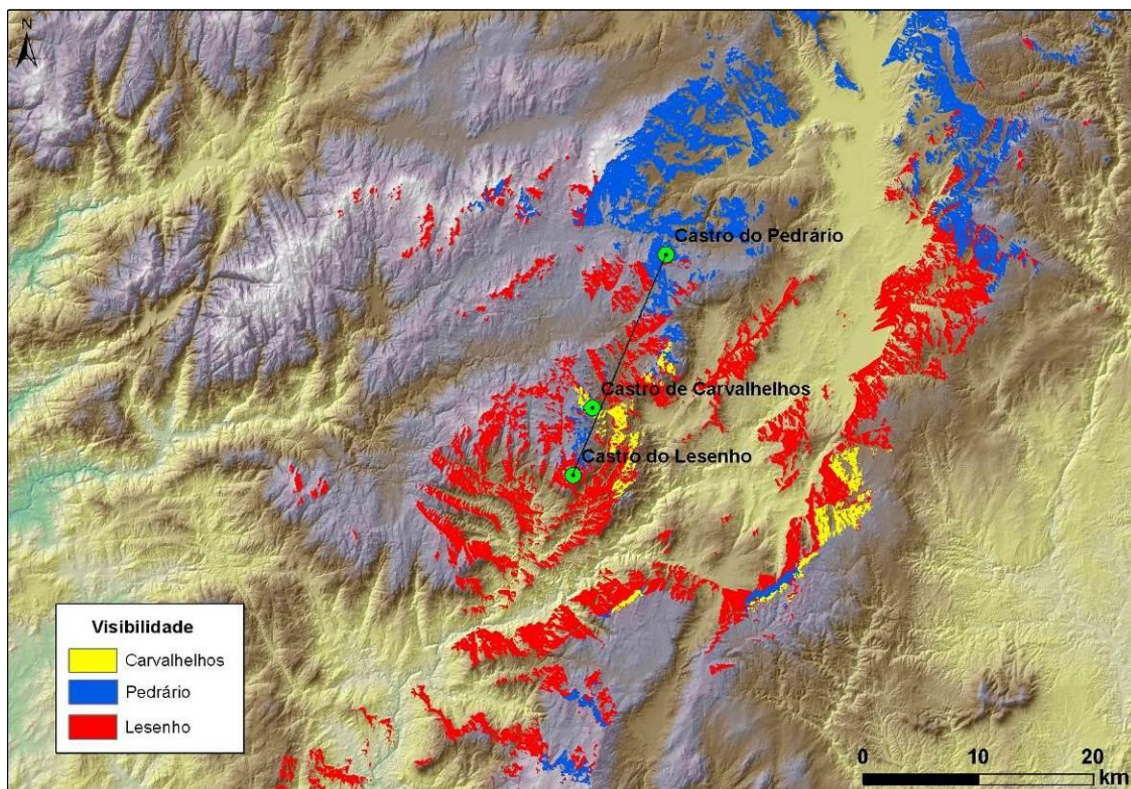 N
Castro do Pedrário
Castro de Carvalhelhos
Castro do Lesenho
Visibilidade
Carvalhelhos
Pedrário
Lesenho
0 10 20
km